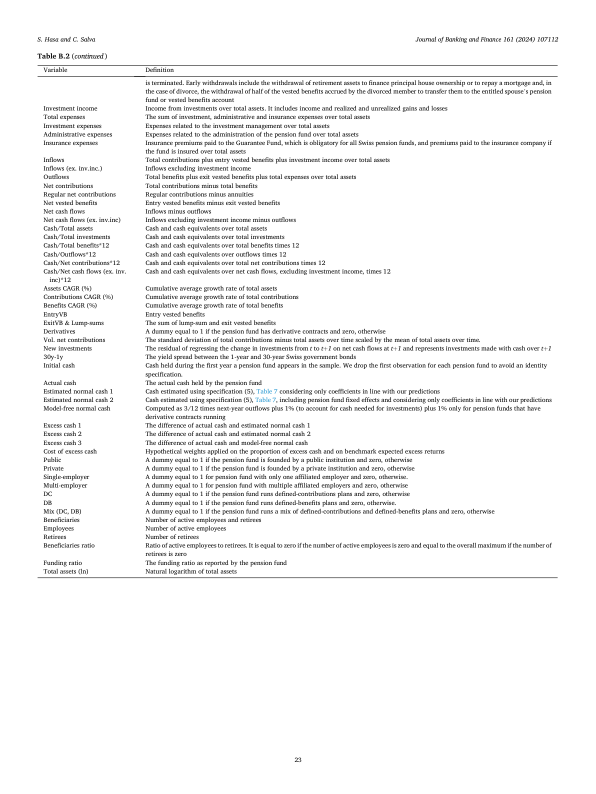 S. Hasa and C. Salva
Journal of Banking and Finance 161 (2024) 107112
Table B.2 (continued)
Variable Definition
is terminated. Early withdrawals include the withdrawal of retirement assets to finance principal house ownership or to repay a mortgage and, in
the case of divorce, the withdrawal of half of the vested benefits accrued by the divorced member to transfer them to the entitled spouse's pension
fund or vested benefits account
Investment income Income from investments over total assets. It includes income and realized and unrealized gains and losses
Total expenses The sum of investment, administrative and insurance expenses over total assets
Investment expenses Expenses related to the investment management over total assets
Administrative expenses Expenses related to the administration of the pension fund over total assets
Insurance expenses Insurance premiums paid to the Guarantee Fund, which is obligatory for all Swiss pension funds, and premiums paid to the insurance company if
the fund is insured over total assets
Inflows Total contributions plus entry vested benefits plus investment income over total assets
Inflows (ex. inv.inc.) Inflows excluding investment income
Outflows Total benefits plus exit vested benefits plus total expenses over total assets
Net contributions Total contributions minus total benefits
Regular net contributions Regular contributions minus annuities
Net vested benefits Entry vested benefits minus exit vested benefits
Net cash flows Inflows minus outflows
Net cash flows (ex. inv.inc) Inflows excluding investment income minus outflows
Cash/Total assets Cash and cash equivalents over total assets
Cash/Total investments Cash and cash equivalents over total investments
Cash/Total benefits*12 Cash and cash equivalents over total benefits times 12
Cash/Outflows*12 Cash and cash equivalents over outflows times 12
Cash/Net contributions*12 Cash and cash equivalents over total net contributions times 12
Cash/Net cash flows (ex. inv. Cash and cash equivalents over net cash flows, excluding investment income, times 12
inc)*12
Assets CAGR (%) Cumulative average growth rate of total assets
Contributions CAGR (%) Cumulative average growth rate of total contributions
Benefits CAGR (%) Cumulative average growth rate of total benefits
EntryVB Entry vested benefits
ExitVB & Lump-sums The sum of lump-sum and exit vested benefits
Derivatives A dummy equal to 1 if the pension fund has derivative contracts and zero, otherwise
Vol. net contributions The standard deviation of total contributions minus total assets over time scaled by the mean of total assets over time.
New investments The residual of regressing the change in investments from t to t+1 on net cash flows at t+1 and represents investments made with cash over t+1
30y-1y The yield spread between the 1-year and 30-year Swiss government bonds
Initial cash Cash held during the first year a pension fund appears in the sample. We drop the first observation for each pension fund to avoid an identity
specification.
Actual cash The actual cash held by the pension fund
Estimated normal cash 1 Cash estimated using specification (5), Table 7 considering only coefficients in line with our predictions
Estimated normal cash 2 Cash estimated using specification (5), Table 7, including pension fund fixed effects and considering only coefficients in line with our predictions
Model-free normal cash Computed as 3/12 times next-year outflows plus 1% (to account for cash needed for investments) plus 1% only for pension funds that have
derivative contracts running
Excess cash 1 The difference of actual cash and estimated normal cash 1
Excess cash 2 The difference of actual cash and estimated normal cash 2
Excess cash 3 The difference of actual cash and model-free normal cash
Cost of excess cash Hypothetical weights applied on the proportion of excess cash and on benchmark expected excess returns
Public A dummy equal to 1 if the pension fund is founded by a public institution and zero, otherwise
Private A dummy equal to 1 if the pension fund is founded by a private institution and zero, otherwise
Single-employer A dummy equal to 1 for pension fund with only one affiliated employer and zero, otherwise.
Multi-employer A dummy equal to 1 for pension fund with multiple affiliated employers and zero, otherwise
DC A dummy equal to 1 if the pension fund runs defined-contributions plans and zero, otherwise
DB A dummy equal to 1 if the pension fund runs defined-benefits plans and zero, otherwise.
Mix (DC, DB) A dummy equal to 1 if the pension fund runs a mix of defined-contributions and defined-benefits plans and zero, otherwise
Beneficiaries Number of active employees and retirees
Employees Number of active employees
Retirees Number of retirees
Beneficiaries ratio Ratio of active employees to retirees. It is equal to zero if the number of active employees is zero and equal to the overall maximum if the number of
retirees is zero
Funding ratio The funding ratio as reported by the pension fund
Total assets (ln) Natural logarithm of total assets
23